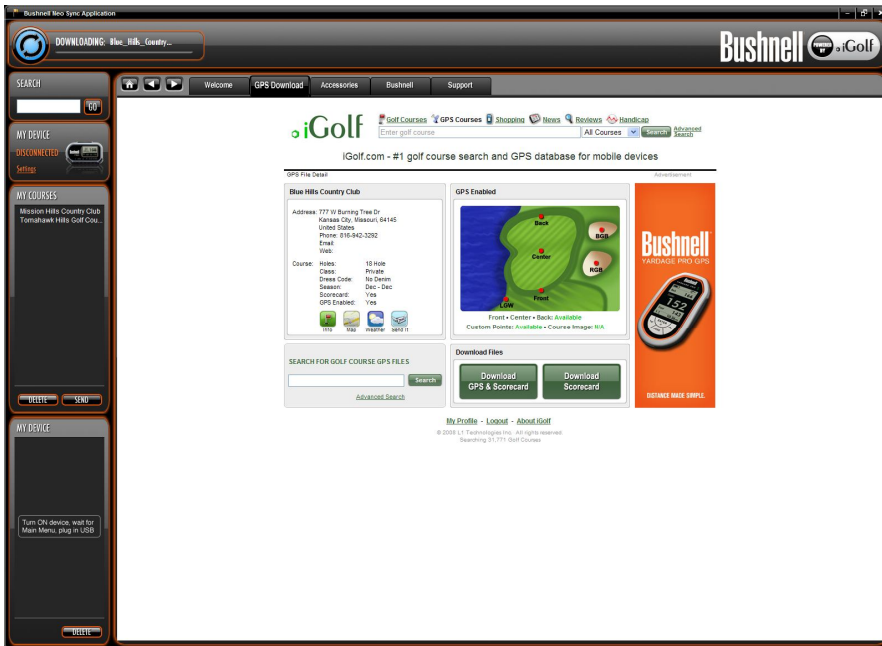 Bushnell Neo Sync Application
DOWNLOADING: Blue_Hills_Country...
Bushnell POWERED BY iGolf
SEARCH
GO
MY DEVICE
DISCONNECTED
Settings
MY COURSES
Mission Hills Country Club
Tomahawk Hills Golf Cou...
DELETE SEND
MY DEVICE
Turn ON device, wait for
Main Menu, plug in USB
DELETE
Welcome GPS Download Accessories Bushnell Support
iGolf
Golf Courses GPS Courses Shopping News Reviews Handicap
Enter golf course All Courses Search Advanced Search
iGolf.com - #1 golf course search and GPS database for mobile devices
GPS File Detail Advertisement
Blue Hills Country Club
Address: 777 W Burning Tree Dr
Kansas City, Missouri, 64145
United States
Phone: 816-942-3292
Email:
Web:
Course: Holes: 18 Hole
Class: Private
Dress Code: No Denim
Season: Dec - Dec
Scorecard: Yes
GPS Enabled: Yes
Info Map Weather Send It
GPS Enabled
Back
BGB
Center
RGB
LGW
Front
Front • Center • Back: Available
Custom Points: Available • Course Image: N/A
SEARCH FOR GOLF COURSE GPS FILES
Search
Advanced Search
Download Files
Download
GPS & Scorecard
Download
Scorecard
Bushnell
YARDAGE PRO GPS
152
DISTANCE MADE SIMPLE.
My Profile - Logout - About iGolf
© 2008 L1 Technologies Inc. All rights reserved.
Searching 31,771 Golf Courses